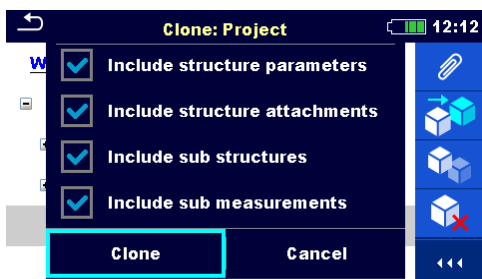 Clone: Project
12:12
W
Include structure parameters
Include structure attachments
Include sub structures
Include sub measurements
Clone
Cancel